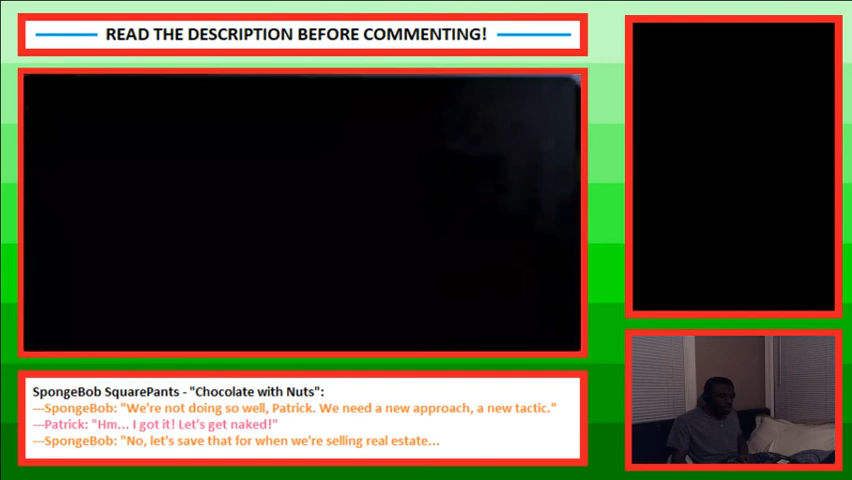 READ THE DESCRIPTION BEFORE COMMENTING!
SpongeBob SquarePants - "Chocolate with Nuts":
---SpongeBob: "We're not doing so well, Patrick. We need a new approach, a new tactic."
---Patrick: "Hm... I got it! Let's get naked!"
---SpongeBob: "No, let's save that for when we're selling real estate...